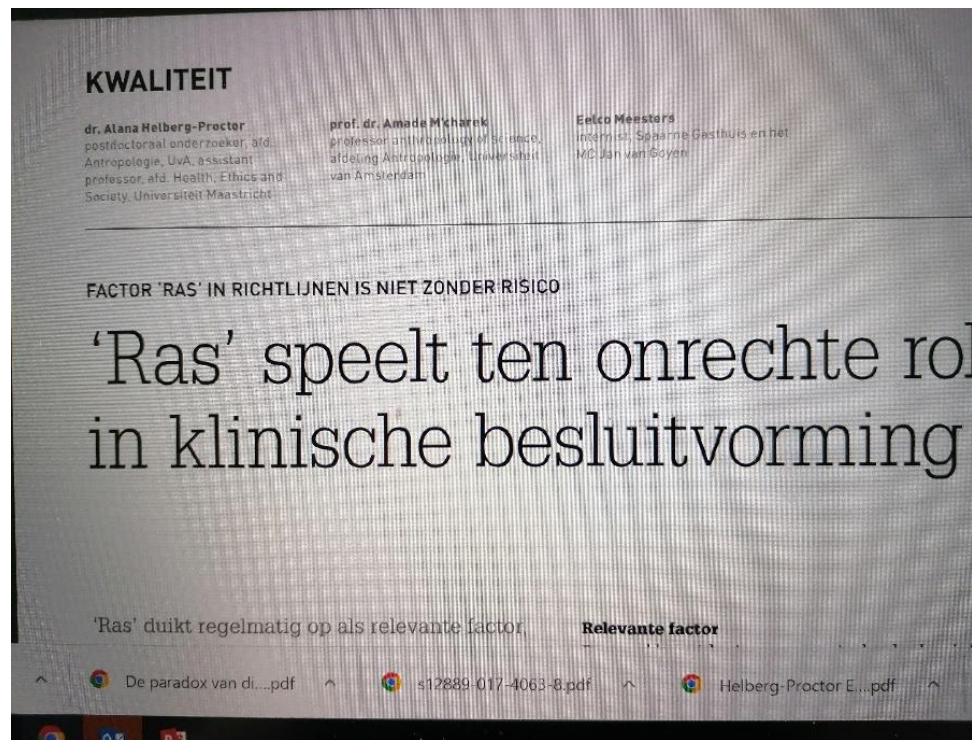 KWALITEIT
dr. Alana Helberg-Proctor
postdoctoraal onderzoeker, afd.
Antropologie, UvA, assistant
professor, afd. Health, Ethics and
Society, Universiteit Maastricht
prof. dr. Amade M'charek
professor anthropology of science,
afdeling Antropologie, Universiteit
van Amsterdam
Eelco Meesters
internist, Spaarne Gasthuis en het
MC Jan van Goyen
FACTOR 'RAS' IN RICHTLIJNEN IS NIET ZONDER RISICO
'Ras' speelt ten onrechte rol
in klinische besluitvorming
'Ras' duikt regelmatig op als relevante factor,
Relevante factor
De paradox van di....pdf
s12889-017-4063-8.pdf
Helberg-Proctor E....pdf